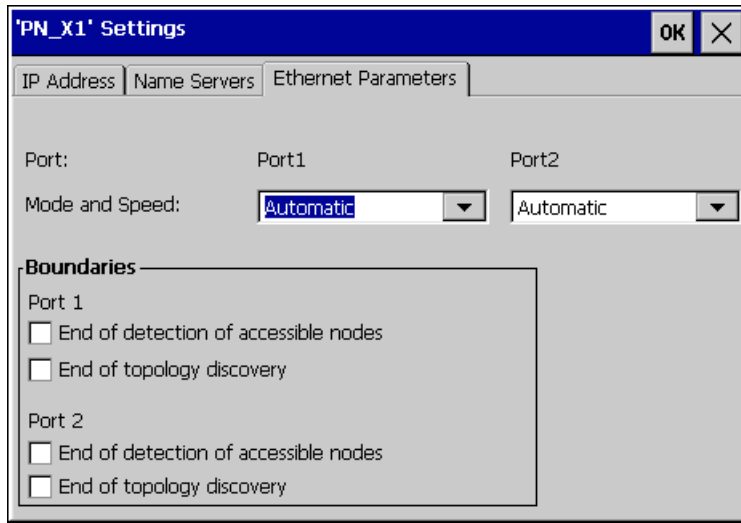 'PN_X1' Settings OK
IP Address Name Servers Ethernet Parameters
Port: Port1 Port2
Mode and Speed: Automatic Automatic
Boundaries
Port 1
End of detection of accessible nodes
End of topology discovery
Port 2
End of detection of accessible nodes
End of topology discovery